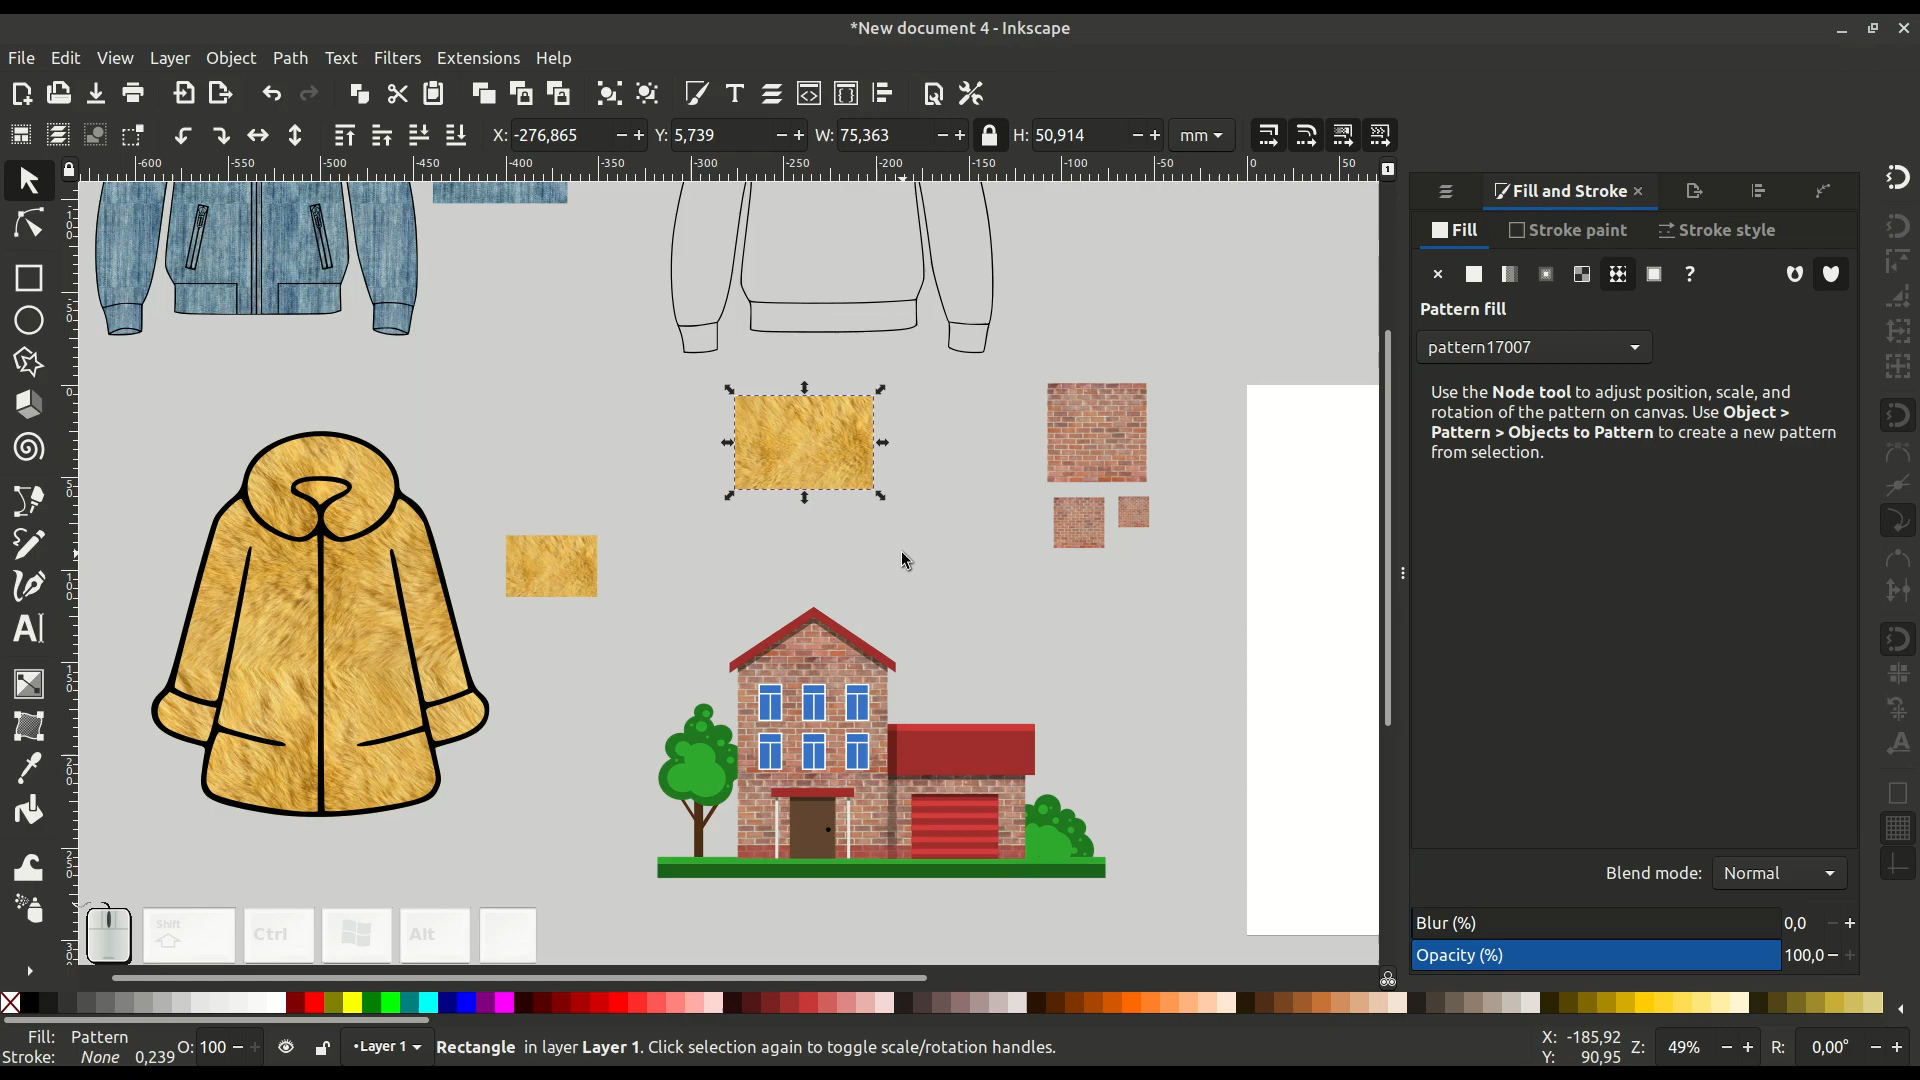 *New document 4 - Inkscape
File Edit View Layer Object Path Text Filters Extensions Help
X: -276,865 Y: 5,739 W: 75,363 H: 50,914 mm
-600 -550 -500 -450 -400 -350 -300 -250 -200 -150 -100 -50 0 50
1
Fill and Stroke
Fill Stroke paint Stroke style
Pattern fill
pattern17007
Use the Node tool to adjust position, scale, and
rotation of the pattern on canvas. Use Object >
Pattern > Objects to Pattern to create a new pattern
from selection.
Blend mode: Normal
Blur (%) 0,0
Opacity (%) 100,0
Shift Ctrl Alt
Fill: Pattern
Stroke: None 0,239 O: 100 •Layer 1 Rectangle in layer Layer 1. Click selection again to toggle scale/rotation handles.
X: -185,92
Y: 90,95 Z: 49% R: 0,00°